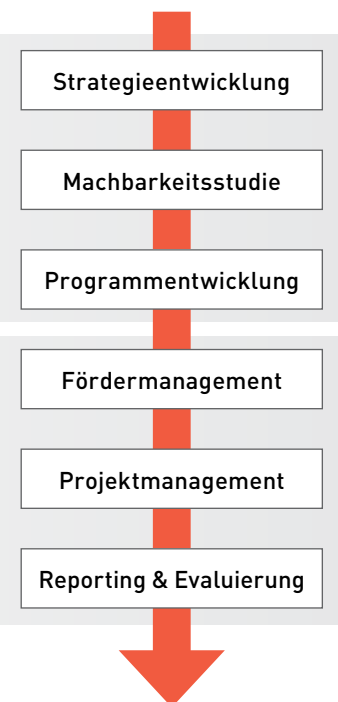 Strategieentwicklung
Machbarkeitsstudie
Programmentwicklung
Fördermanagement
Projektmanagement
Reporting & Evaluierung